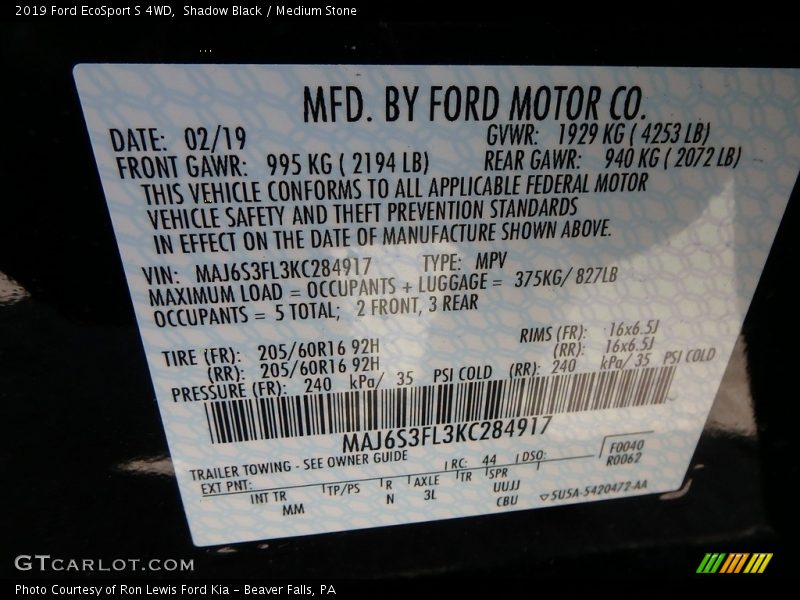 2019 Ford EcoSport S 4WD, Shadow Black / Medium Stone
MFD. BY FORD MOTOR CO.
DATE: 02/19 GVWR: 1929 KG ( 4253 LB)
FRONT GAWR: 995 KG ( 2194 LB) REAR GAWR: 940 KG ( 2072 LB)
THIS VEHICLE CONFORMS TO ALL APPLICABLE FEDERAL MOTOR
VEHICLE SAFETY AND THEFT PREVENTION STANDARDS
IN EFFECT ON THE DATE OF MANUFACTURE SHOWN ABOVE.
VIN: MAJ6S3FL3KC284917 TYPE: MPV
MAXIMUM LOAD = OCCUPANTS + LUGGAGE = 375KG/ 827LB
OCCUPANTS = 5 TOTAL; 2 FRONT, 3 REAR
TIRE (FR): 205/60R16 92H RIMS (FR): 16x6.5J
(RR): 205/60R16 92H (RR): 16x6.5J
PRESSURE (FR): 240 kPa/ 35 PSI COLD (RR): 240 kPa/ 35 PSI COLD
MAJ6S3FL3KC284917
TRAILER TOWING - SEE OWNER GUIDE RC: 44 DSO: F0040
EXT PNT: R0062
INT TR TP/PS R AXLE TR SPR
MM N 3L UUJJ
CBU 5U5A-5420472-AA
GTCARLOT.COM
Photo Courtesy of Ron Lewis Ford Kia - Beaver Falls, PA